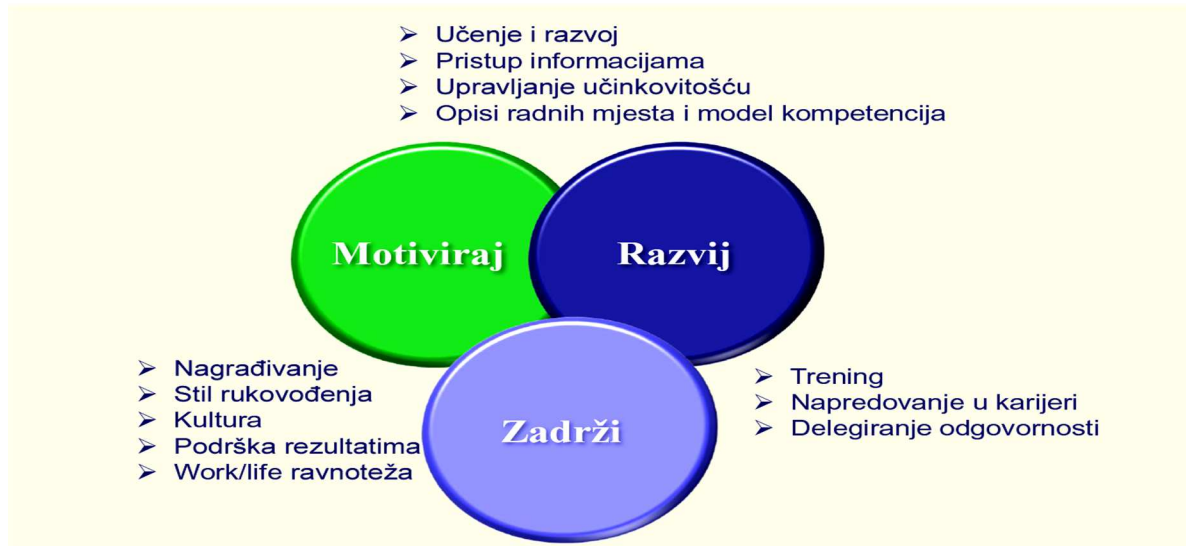 Učenje i razvoj
Pristup informacijama
Upravljanje učinkovitošću
Opisi radnih mjesta i model kompetencija
Motiviraj
Razvij
Nagrađivanje
Stil rukovođenja
Kultura
Podrška rezultatima
Work/life ravnoteža
Zadrži
Trening
Napredovanje u karijeri
Delegiranje odgovornosti